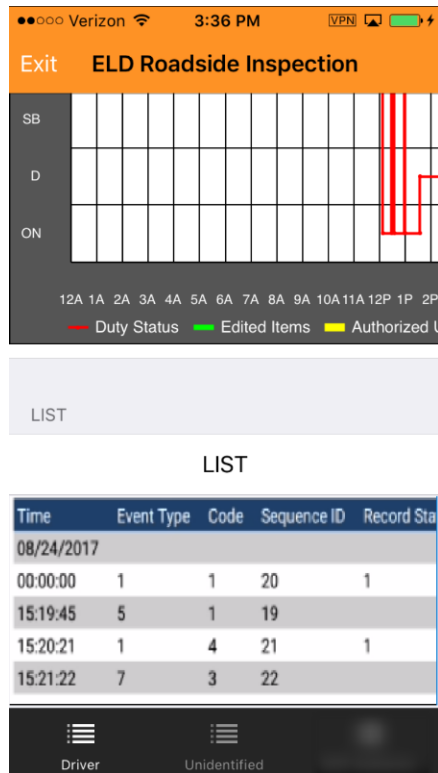 Verizon 3:36 PM VPN
Exit ELD Roadside Inspection
SB
D
ON
12A 1A 2A 3A 4A 5A 6A 7A 8A 9A 10A 11A 12P 1P 2P
Duty Status Edited Items Authorized U
LIST
LIST
Time Event Type Code Sequence ID Record Sta
08/24/2017
00:00:00 1 1 20 1
15:19:45 5 1 19
15:20:21 1 4 21 1
15:21:22 7 3 22
Driver Unidentified